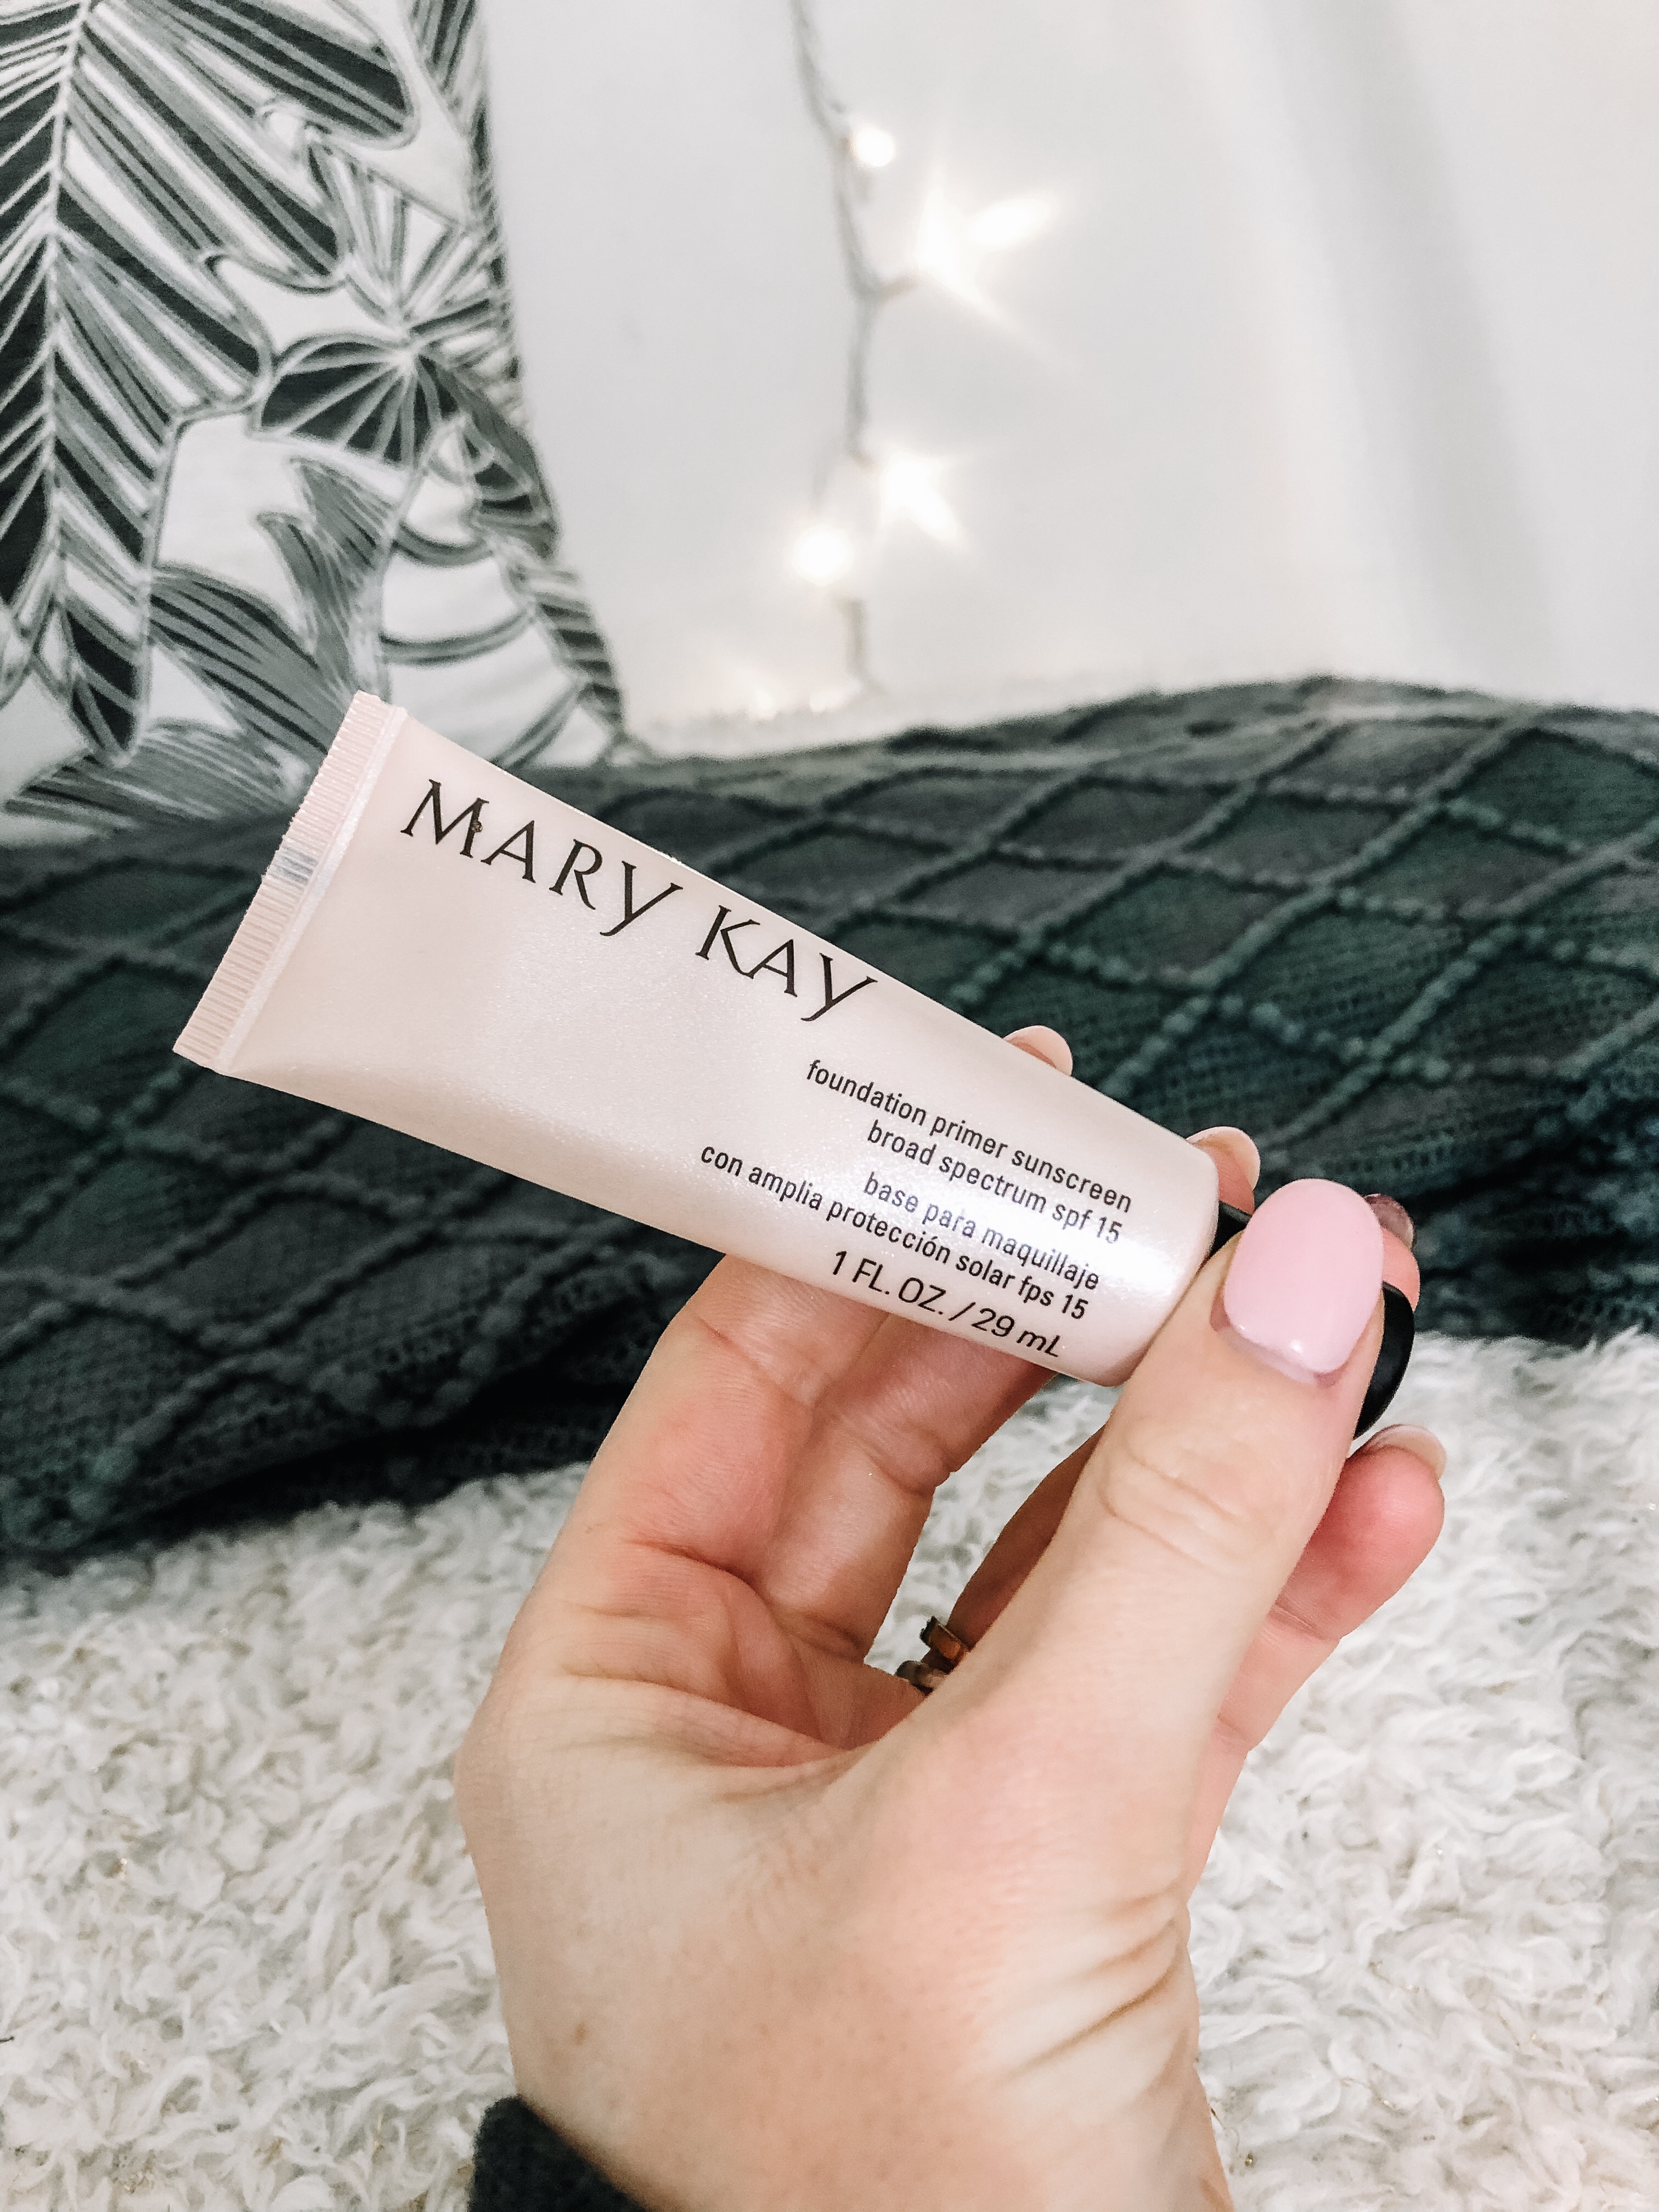 MARY KAY
foundation primer sunscreen
broad spectrum spf 15
base para maquillaje
con amplia protección solar fps 15
1 FL. OZ. / 29 mL